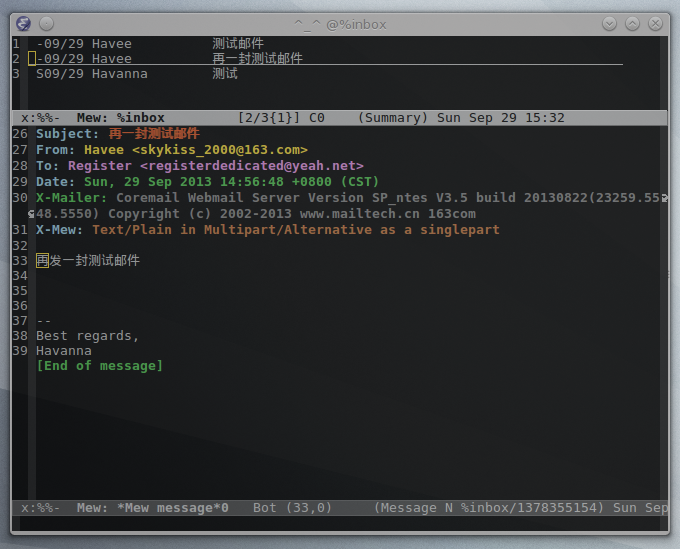 ^_^ @%inbox
1 -09/29 Havee 测试邮件
2 -09/29 Havee 再一封测试邮件
3 S09/29 Havanna 测试
x:%%- Mew: %inbox [2/3{1}] C0 (Summary) Sun Sep 29 15:32
26 Subject: 再一封测试邮件
27 From: Havee <skykiss_2000@163.com>
28 To: Register <registerdedicated@yeah.net>
29 Date: Sun, 29 Sep 2013 14:56:48 +0800 (CST)
30 X-Mailer: Coremail Webmail Server Version SP_ntes V3.5 build 20130822(23259.55
48.5550) Copyright (c) 2002-2013 www.mailtech.cn 163com
31 X-Mew: Text/Plain in Multipart/Alternative as a singlepart
32
33 再发一封测试邮件
34
35
36
37 --
38 Best regards,
39 Havanna
[End of message]
x:%%- Mew: *Mew message*0 Bot (33,0) (Message N %inbox/1378355154) Sun Sep